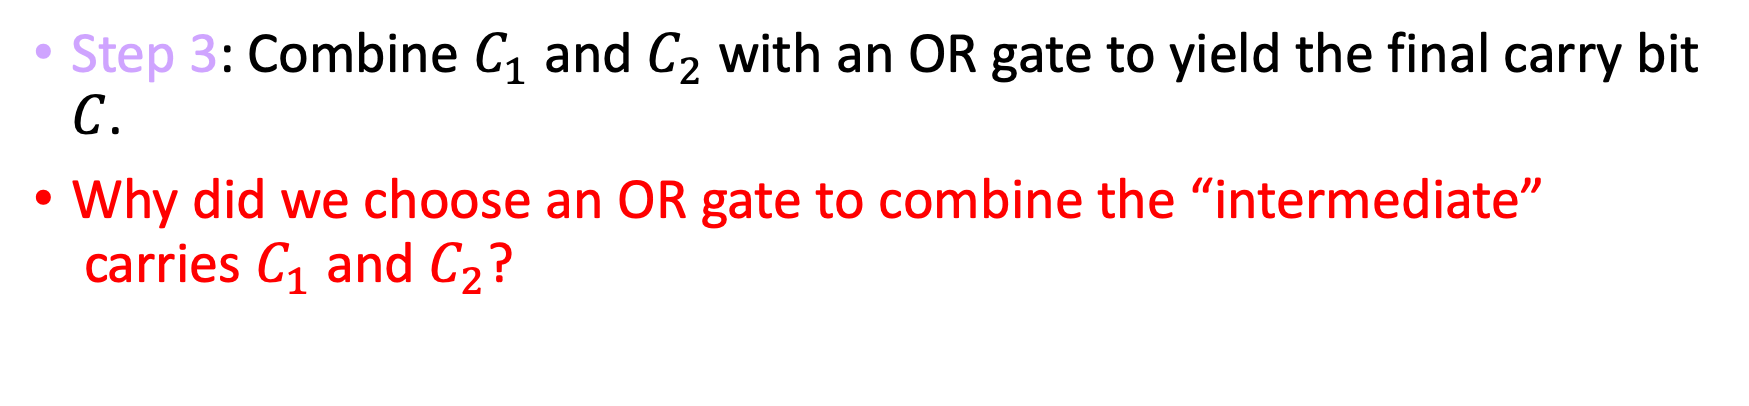 • Step 3: Combine C₁ and C₂ with an OR gate to yield the final carry bit
C.
• Why did we choose an OR gate to combine the “intermediate”
carries C₁ and C₂?